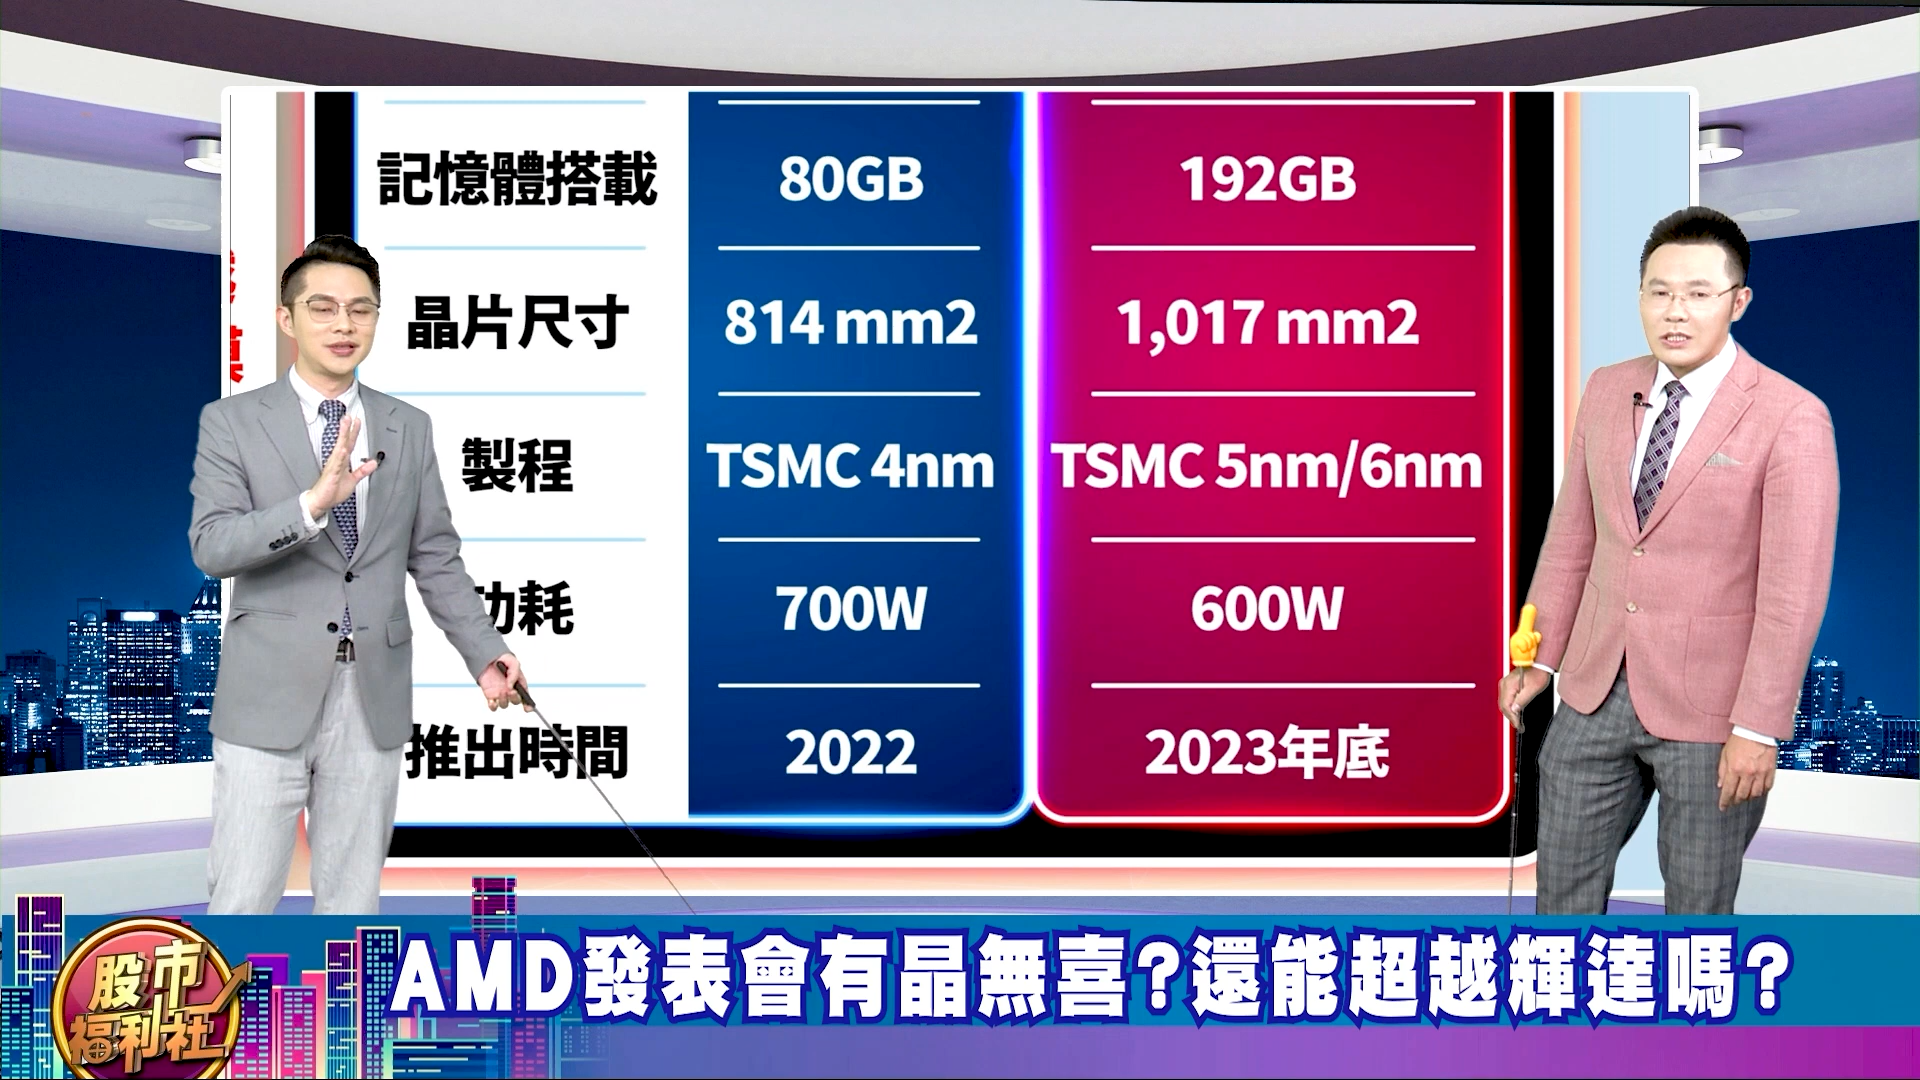 記憶體搭載 80GB 192GB
晶片尺寸 814 mm2 1,017 mm2
製程 TSMC 4nm TSMC 5nm/6nm
功耗 700W 600W
推出時間 2022 2023年底
AMD發表會有晶無喜?還能超越輝達嗎?
股市
福利社